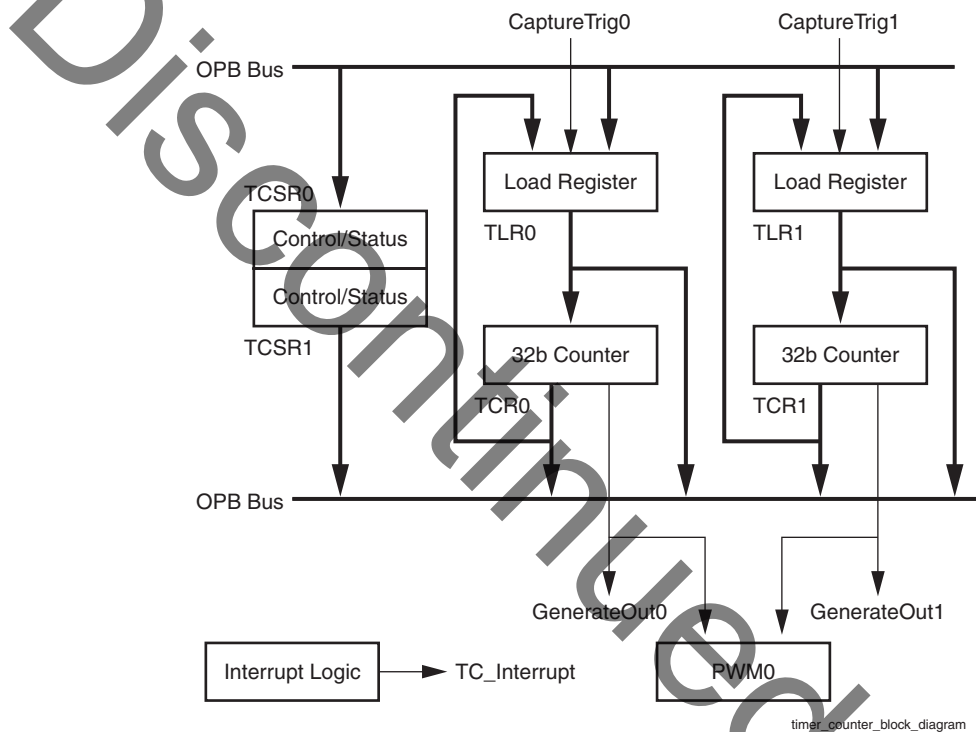 CaptureTrig0
CaptureTrig1
OPB Bus
Load Register
Load Register
TCSR0
TLR0
TLR1
Control/Status
Control/Status
TCSR1
32b Counter
32b Counter
TCR0
TCR1
OPB Bus
GenerateOut0
GenerateOut1
Interrupt Logic
TC_Interrupt
PWM0
timer_counter_block_diagram
Discontinued